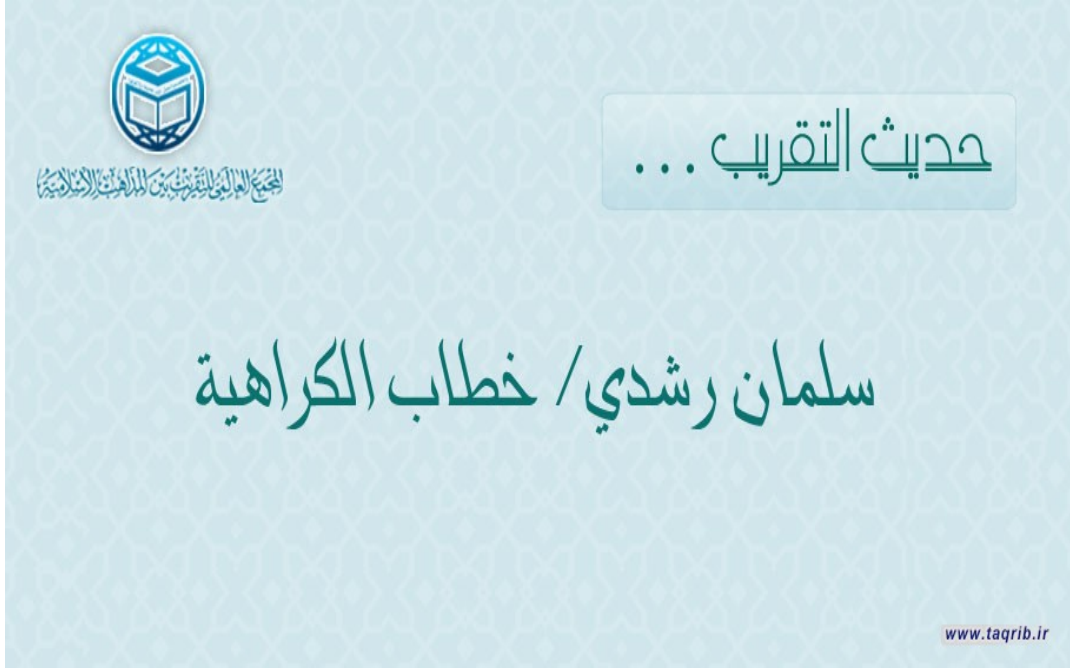 حديث التقريب ...
المجمع العالمي للتقريب بين المذاهب الإسلامية
سلمان رشدي/ خطاب الكراهية
www.taqrib.ir